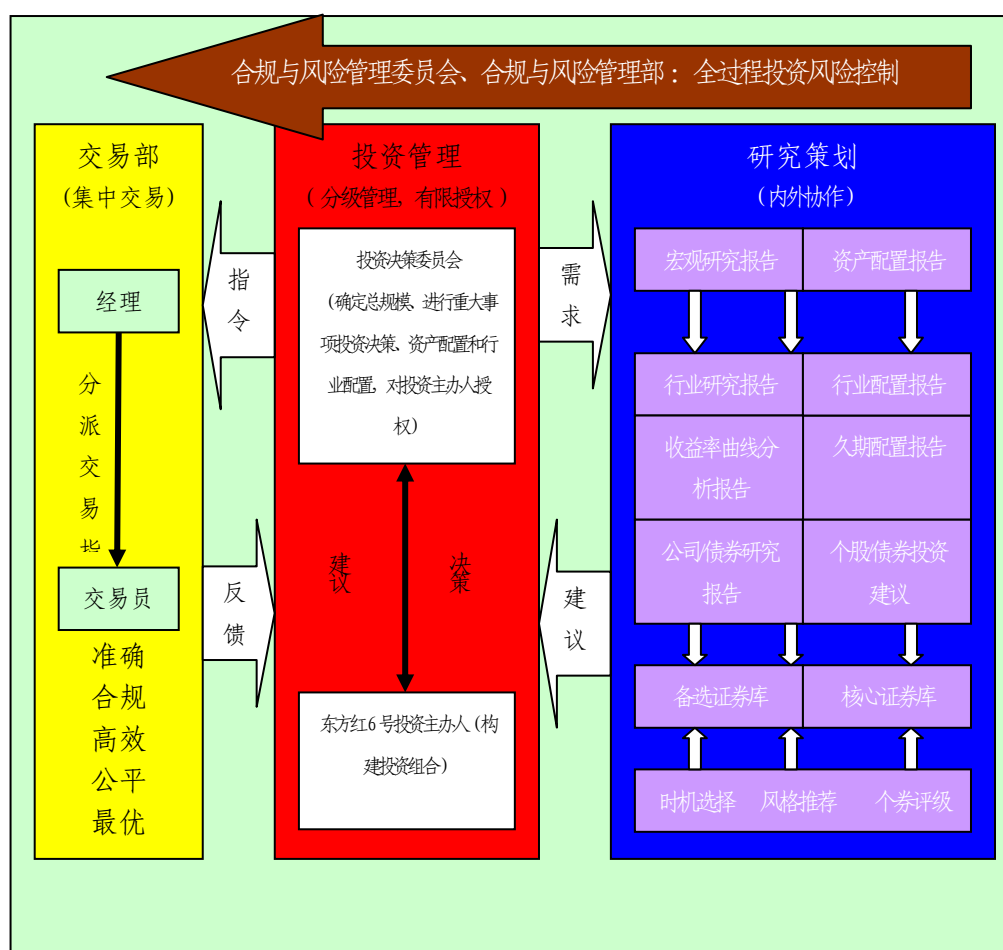 合规与风险管理委员会、合规与风险管理部：全过程投资风险控制
交易部
(集中交易)
经理
分
派
交
易
指
交易员
准确
合规
高效
公平
最优
指
令
反
馈
投资管理
(分级管理，有限授权)
投资决策委员会
(确定总规模、进行重大事
项投资决策、资产配置和行
业配置，对投资主办人授
权)
建议
决策
东方红6号投资主办人(构
建投资组合)
需
求
建
议
研究策划
(内外协作)
宏观研究报告
资产配置报告
行业研究报告
行业配置报告
收益率曲线分
析报告
久期配置报告
公司/债券研究
报告
个股/债券投资
建议
备选证券库
核心证券库
时机选择
风格推荐
个券评级